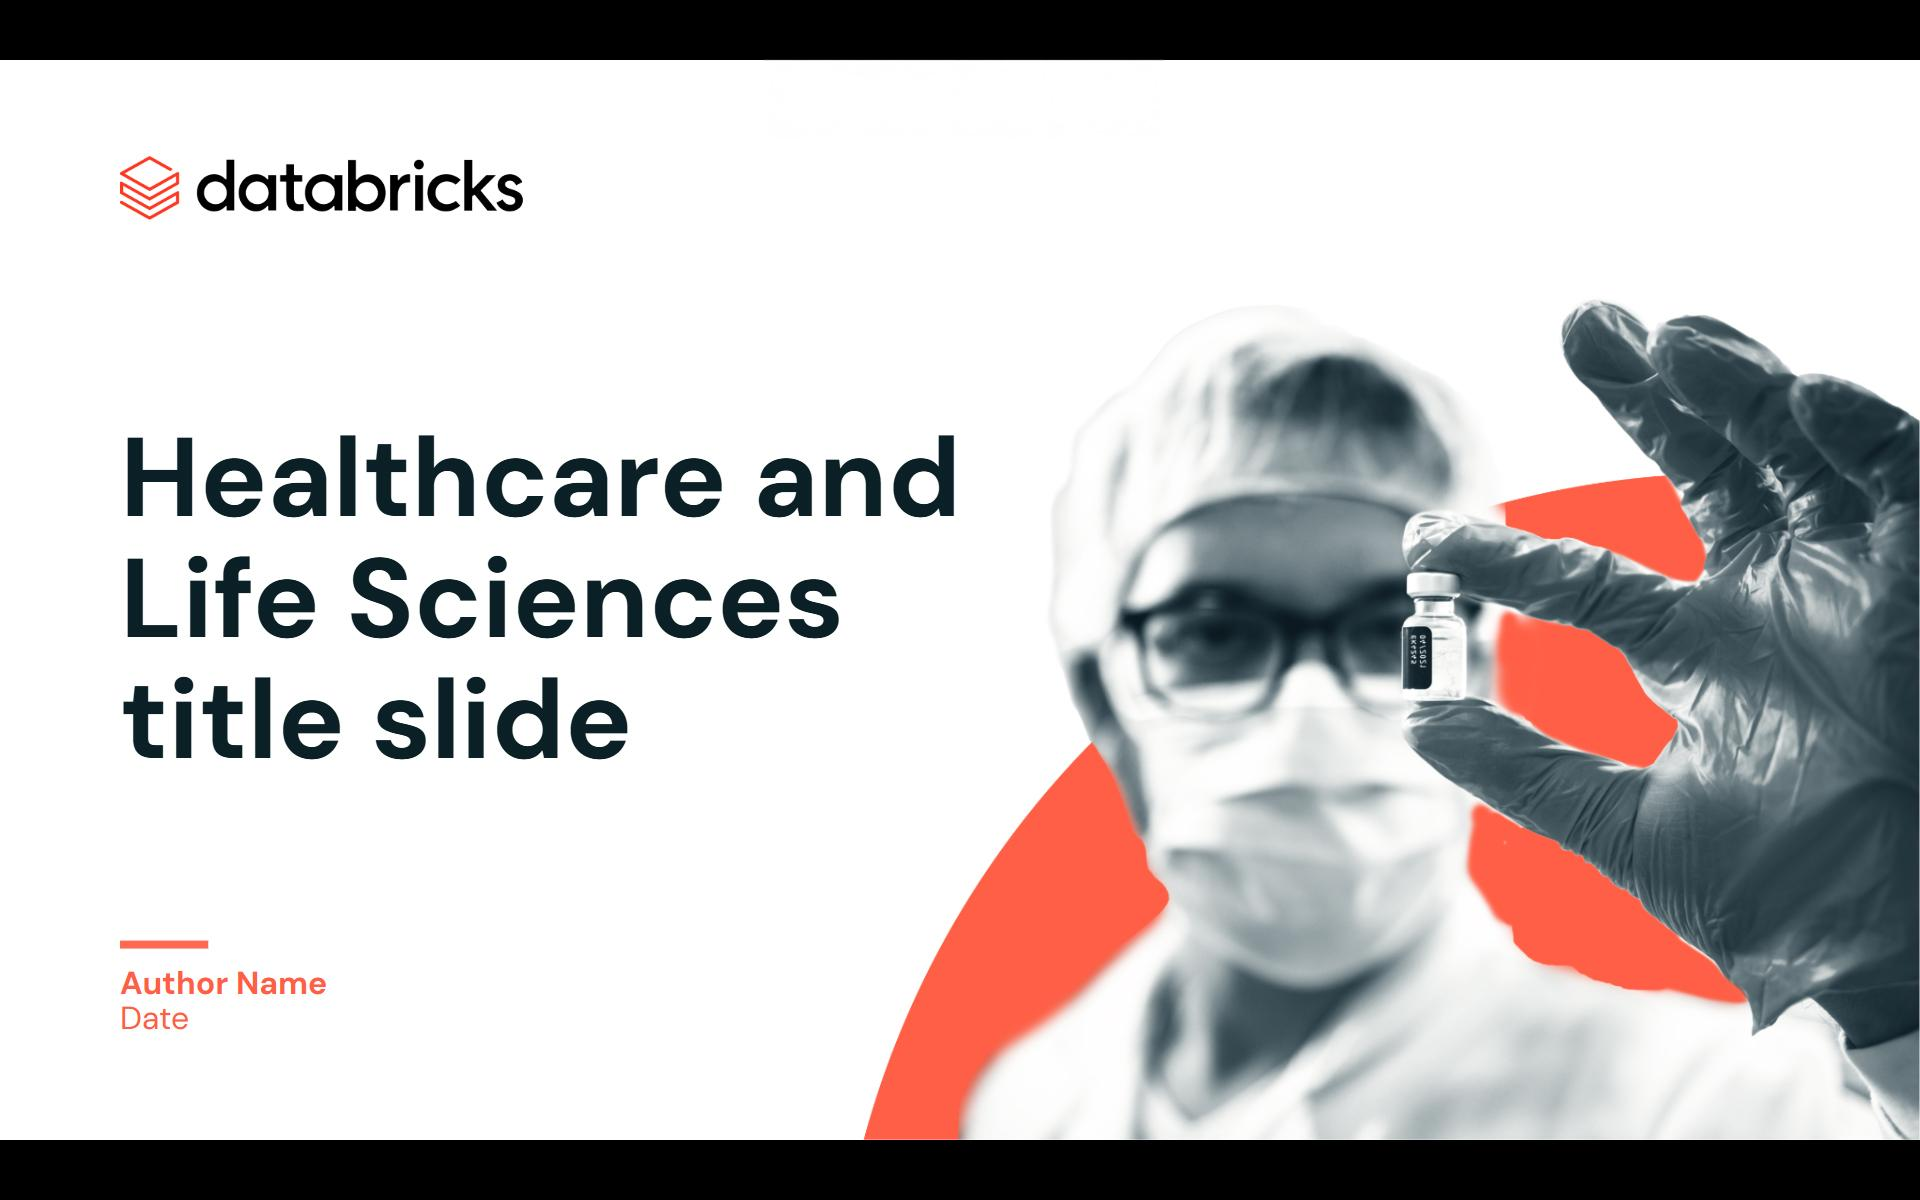 databricks
Healthcare and
Life Sciences
title slide
Author Name
Date